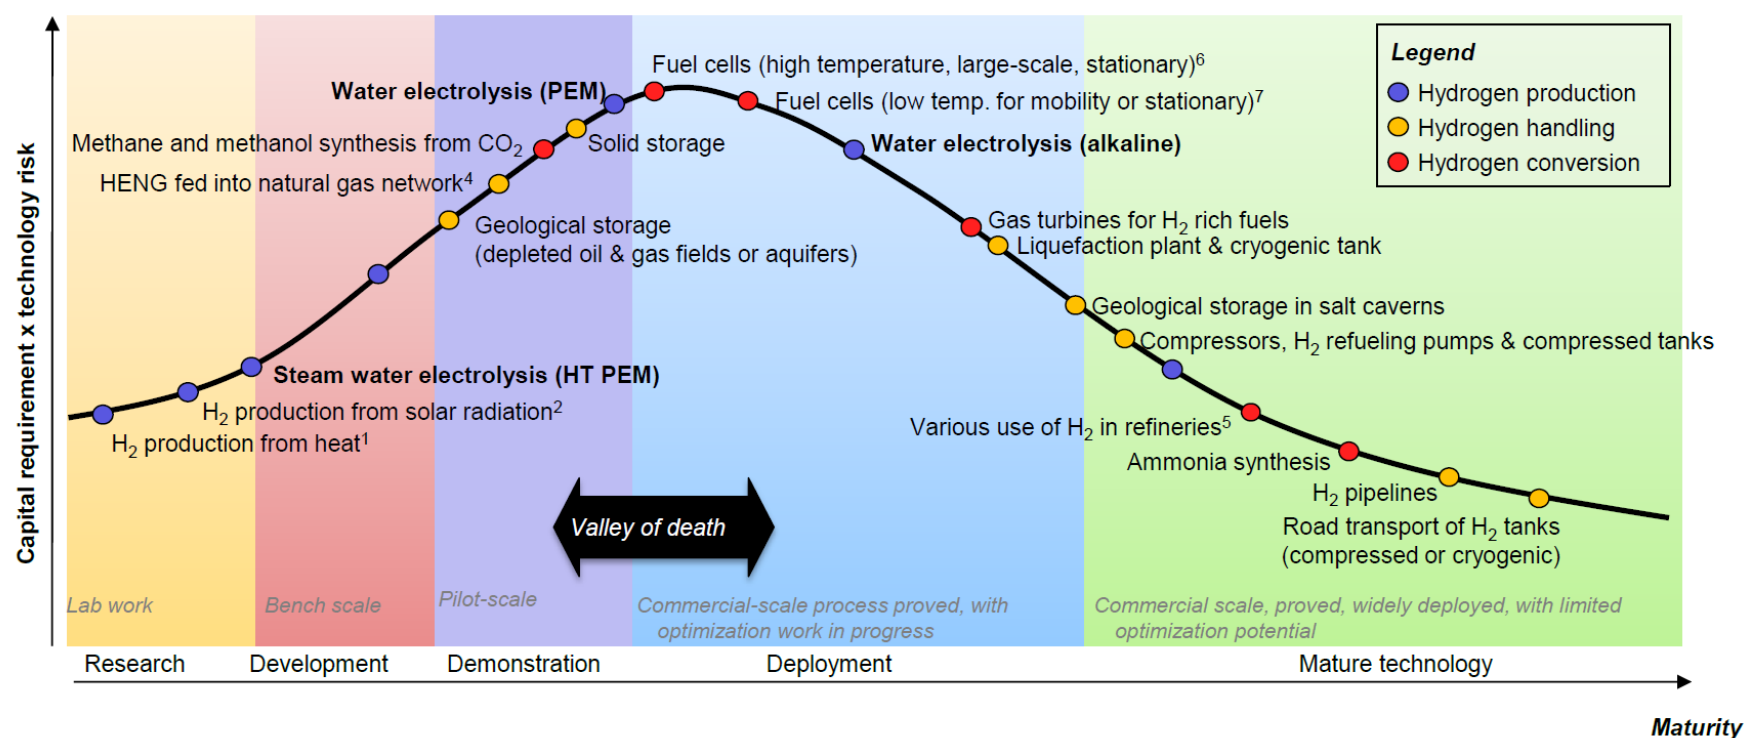 Capital requirement x technology risk
Legend
Hydrogen production
Hydrogen handling
Hydrogen conversion
Fuel cells (high temperature, large-scale, stationary)⁶
Water electrolysis (PEM)
Fuel cells (low temp. for mobility or stationary)⁷
Methane and methanol synthesis from CO₂
Solid storage
Water electrolysis (alkaline)
HENG fed into natural gas network⁴
Geological storage
(depleted oil & gas fields or aquifers)
Gas turbines for H₂ rich fuels
Liquefaction plant & cryogenic tank
Geological storage in salt caverns
Compressors, H₂ refueling pumps & compressed tanks
Steam water electrolysis (HT PEM)
H₂ production from solar radiation²
H₂ production from heat¹
Various use of H₂ in refineries⁵
Ammonia synthesis
H₂ pipelines
Road transport of H₂ tanks
(compressed or cryogenic)
Valley of death
Lab work
Bench scale
Pilot-scale
Commercial-scale process proved, with
optimization work in progress
Commercial scale, proved, widely deployed, with limited
optimization potential
Research
Development
Demonstration
Deployment
Mature technology
Maturity